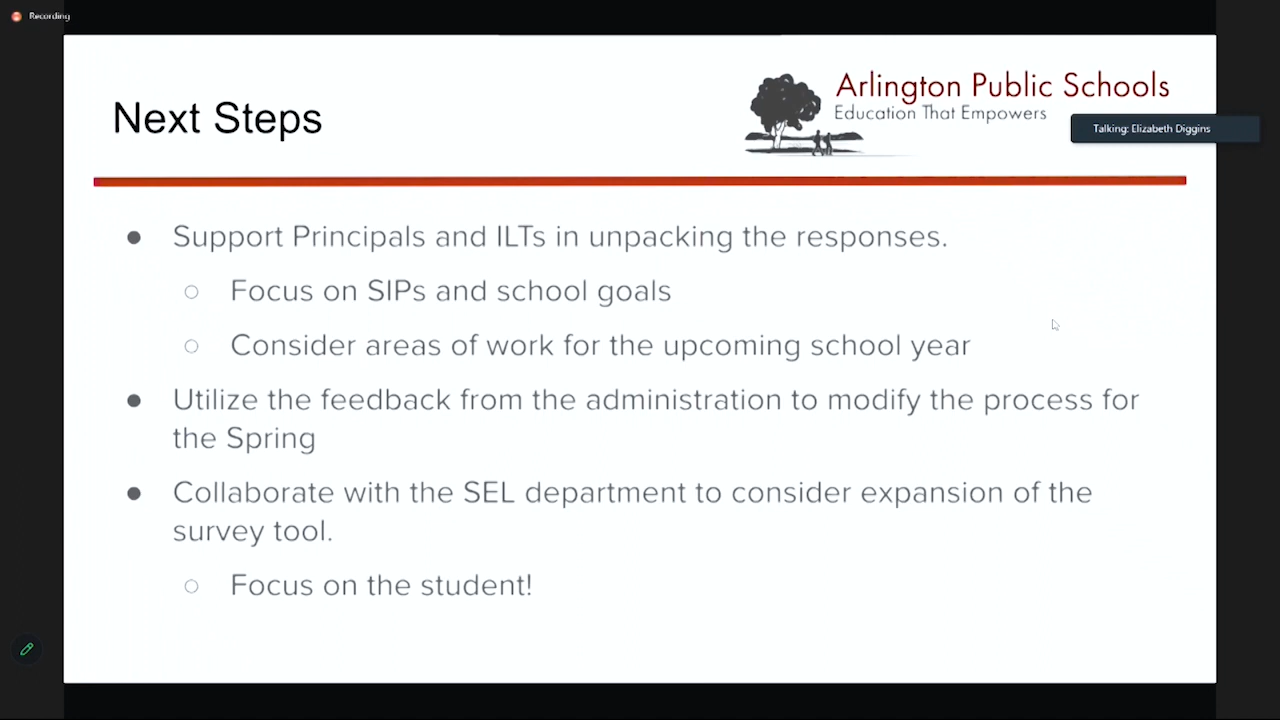 Recording
Next Steps
Arlington Public Schools
Education That Empowers
Talking: Elizabeth Diggins
● Support Principals and ILTs in unpacking the responses.
○ Focus on SIPs and school goals
○ Consider areas of work for the upcoming school year
● Utilize the feedback from the administration to modify the process for
the Spring
● Collaborate with the SEL department to consider expansion of the
survey tool.
○ Focus on the student!